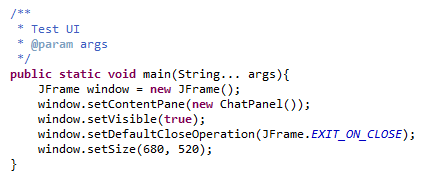 /**
 * Test UI
 * @param args
 */
public static void main(String... args){
    JFrame window = new JFrame();
    window.setContentPane(new ChatPanel());
    window.setVisible(true);
    window.setDefaultCloseOperation(JFrame.EXIT_ON_CLOSE);
    window.setSize(680, 520);
}